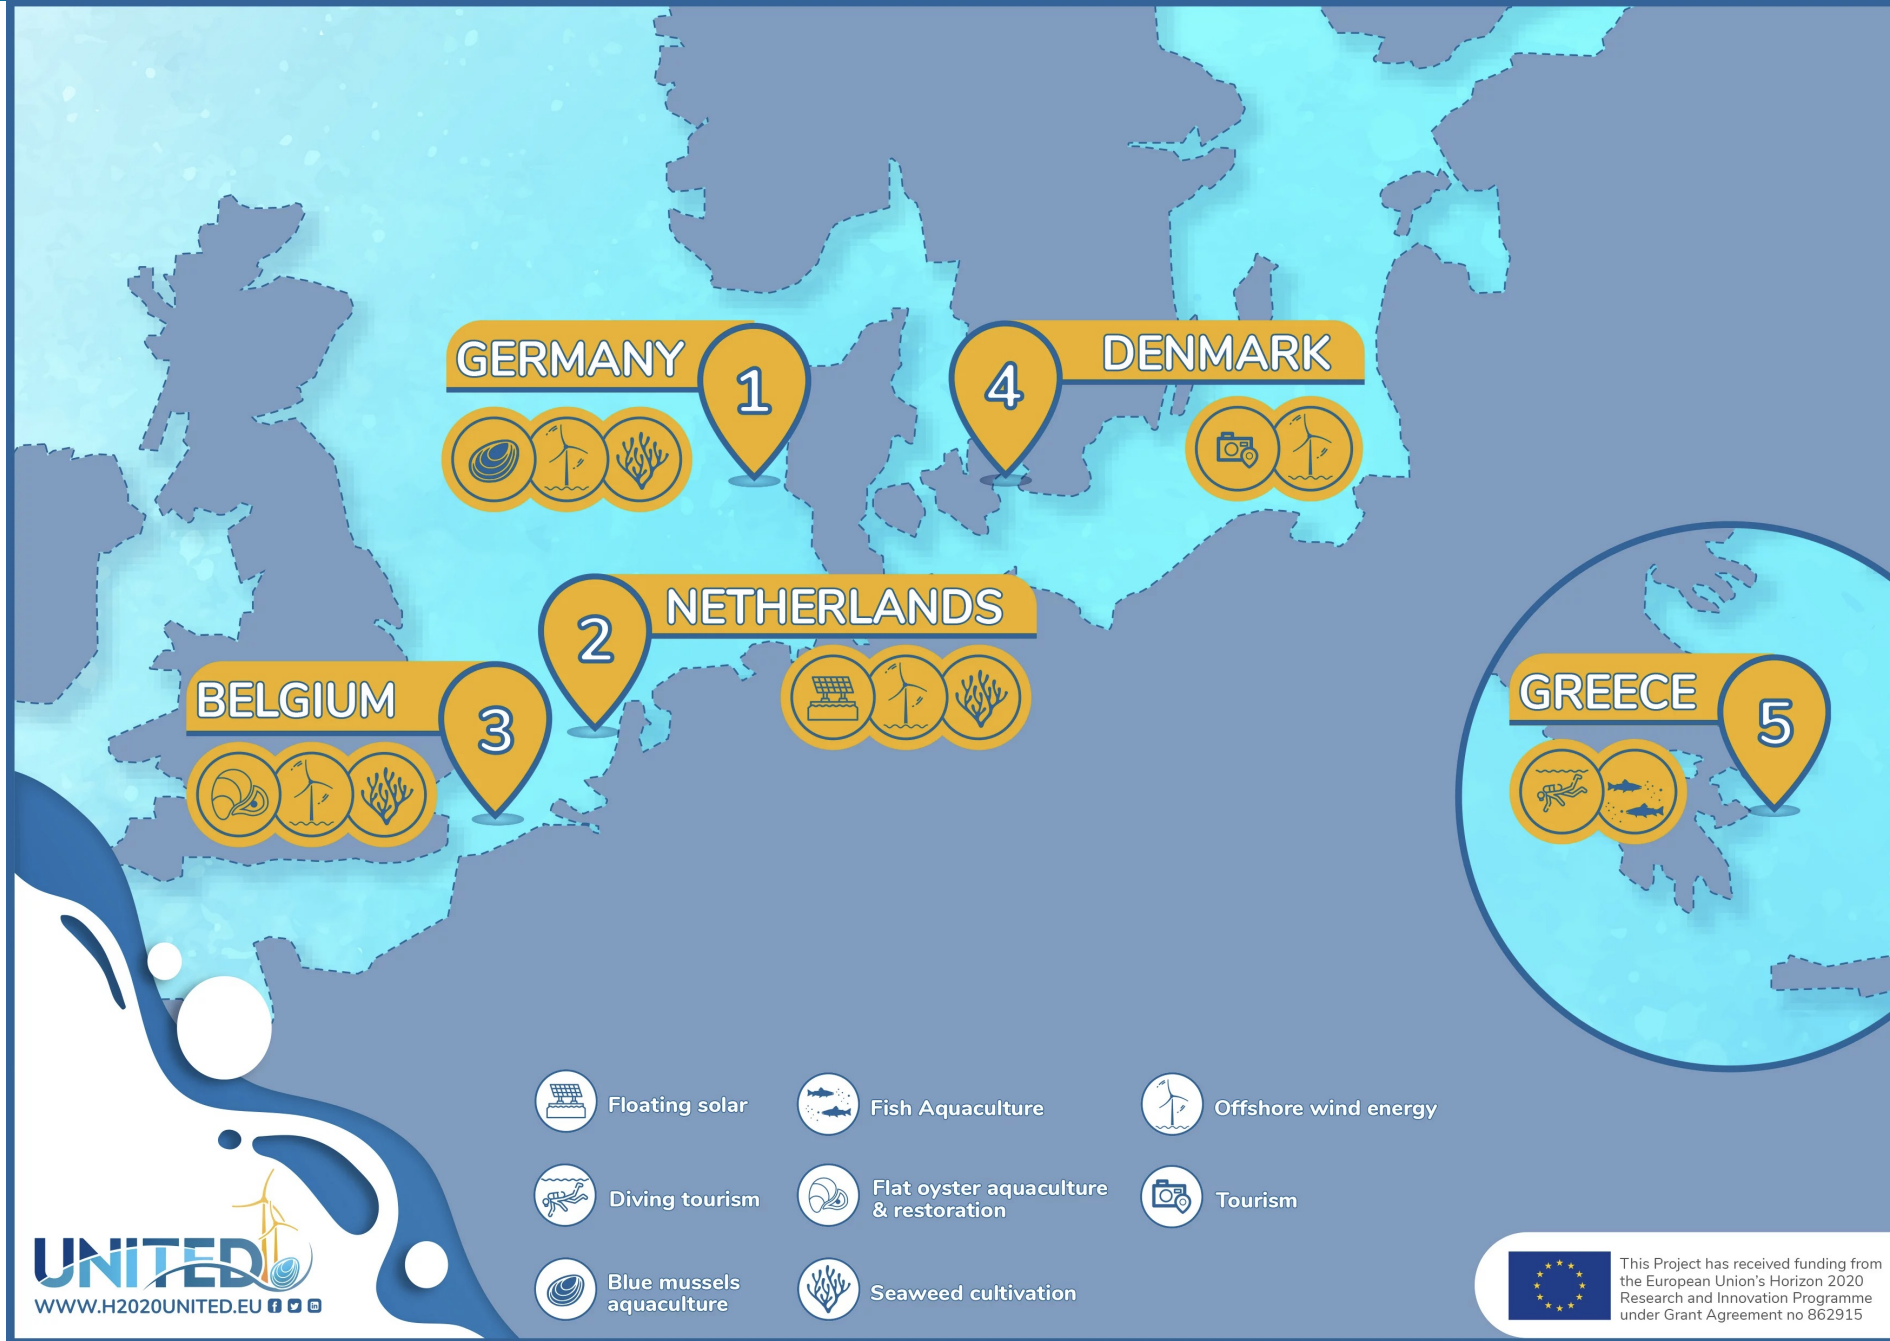 GERMANY
1
4
DENMARK
2
NETHERLANDS
BELGIUM
3
GREECE
5
Floating solar
Fish Aquaculture
Offshore wind energy
Diving tourism
Flat oyster aquaculture
& restoration
Tourism
Blue mussels
aquaculture
Seaweed cultivation
UNITED
WWW.H2020UNITED.EU
This Project has received funding from
the European Union's Horizon 2020
Research and Innovation Programme
under Grant Agreement no 862915